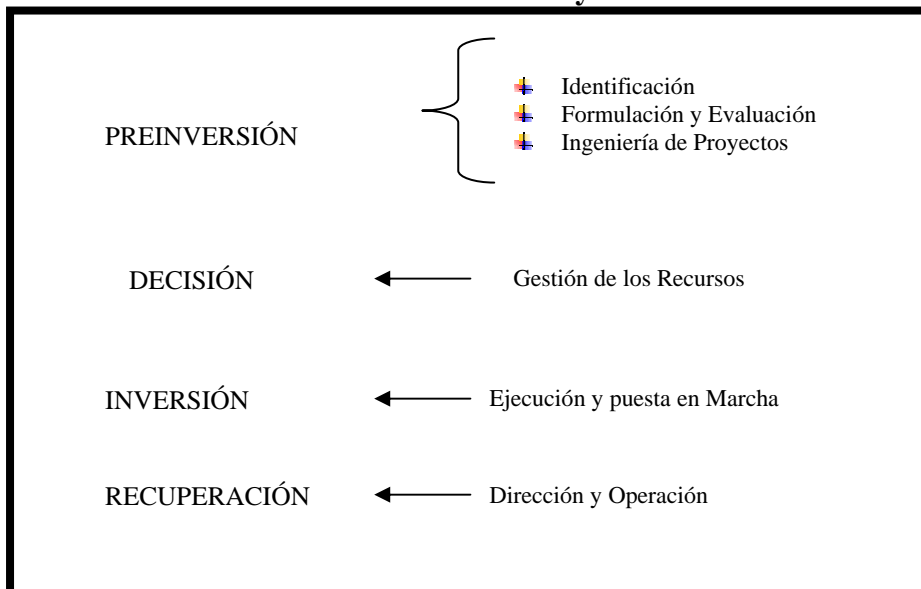 PREINVERSIÓN
Identificación
Formulación y Evaluación
Ingeniería de Proyectos
DECISIÓN
Gestión de los Recursos
INVERSIÓN
Ejecución y puesta en Marcha
RECUPERACIÓN
Dirección y Operación